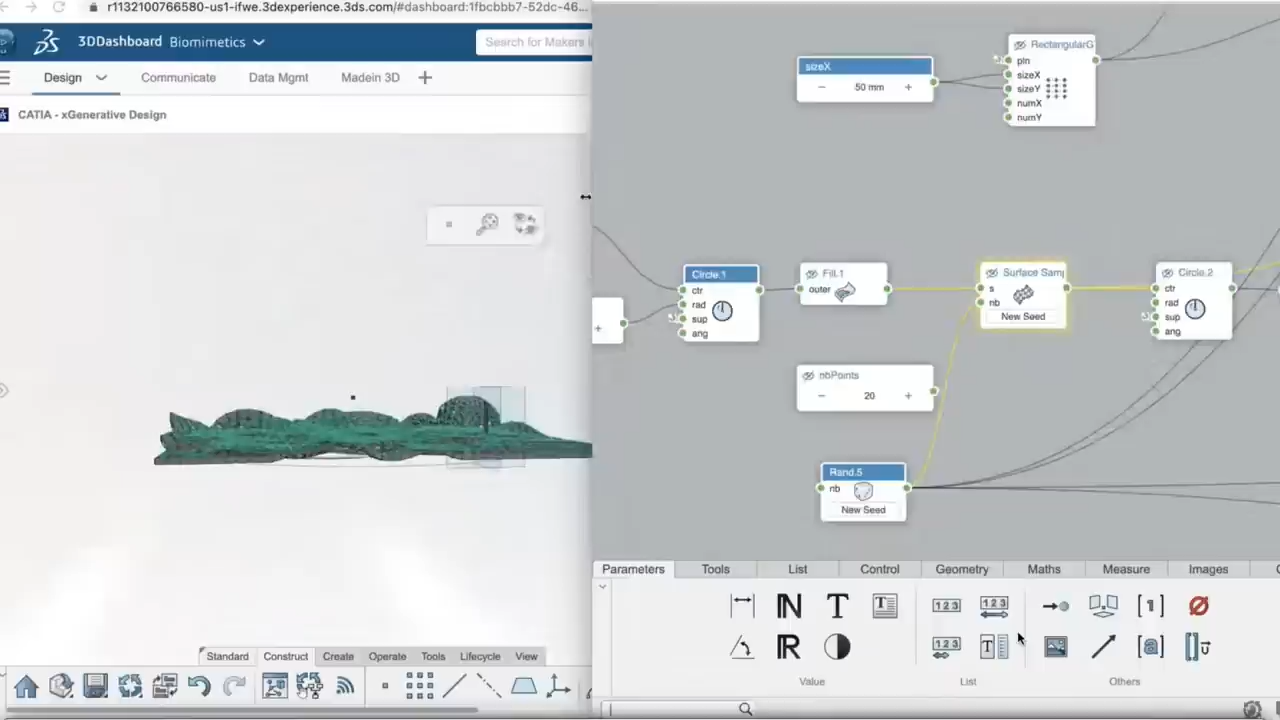 r1132100766580-us1-ifwe.3dexperience.3ds.com/#dashboard:1fbcbbb7-52dc-46...
3DDashboard Biomimetics
Search for Makers
Design Communicate Data Mgmt Madein 3D
CATIA - xGenerative Design
sizeX
50 mm
RectangularG
pln
sizeX
sizeY
numX
numY
Circle.1
ctr
rad
sup
ang
Fill.1
outer
Surface Samp
s
nb
New Seed
Circle.2
ctr
rad
sup
ang
nbPoints
20
Rand.5
nb
New Seed
Parameters Tools List Control Geometry Maths Measure Images
Value List Others
Standard Construct Create Operate Tools Lifecycle View